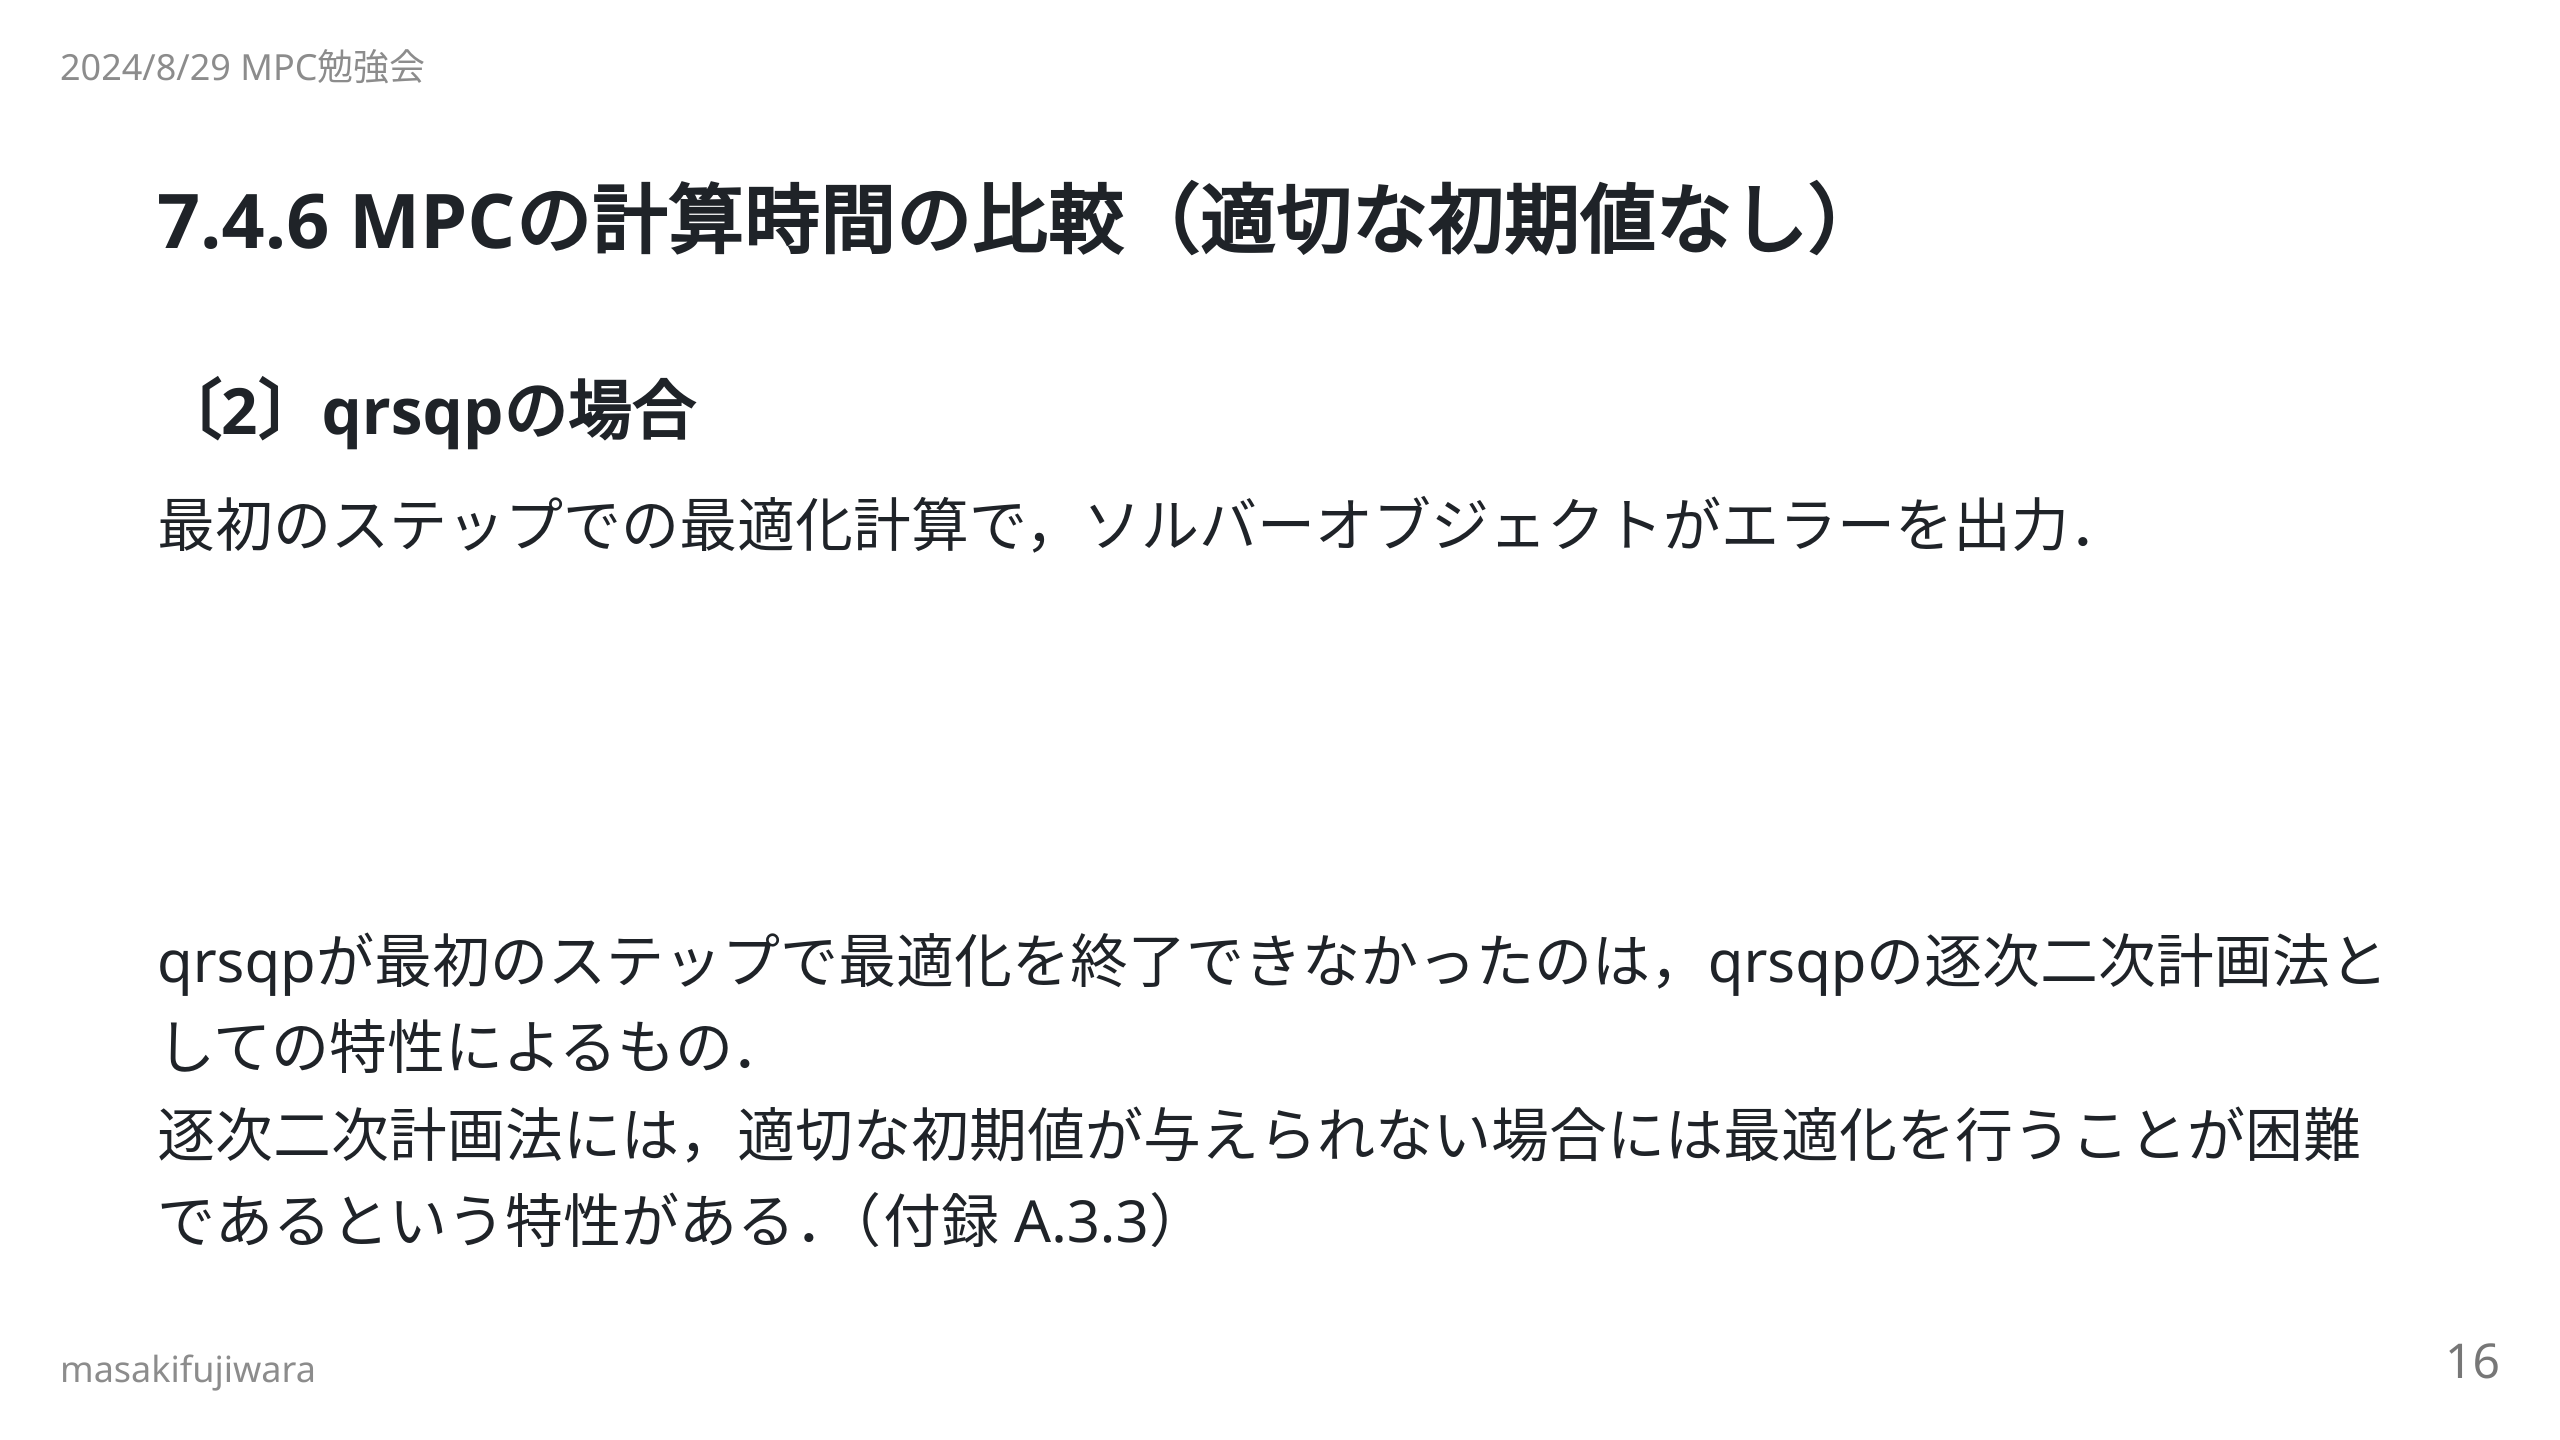 2024/8/29 MPC勉強会
7.4.6 MPCの計算時間の比較（適切な初期値なし）
〔2〕qrsqpの場合
最初のステップでの最適化計算で，ソルバーオブジェクトがエラーを出力．
qrsqpが最初のステップで最適化を終了できなかったのは，qrsqpの逐次二次計画法と
しての特性によるもの．
逐次二次計画法には，適切な初期値が与えられない場合には最適化を行うことが困難
であるという特性がある．（付録 A.3.3）
masakifujiwara
16